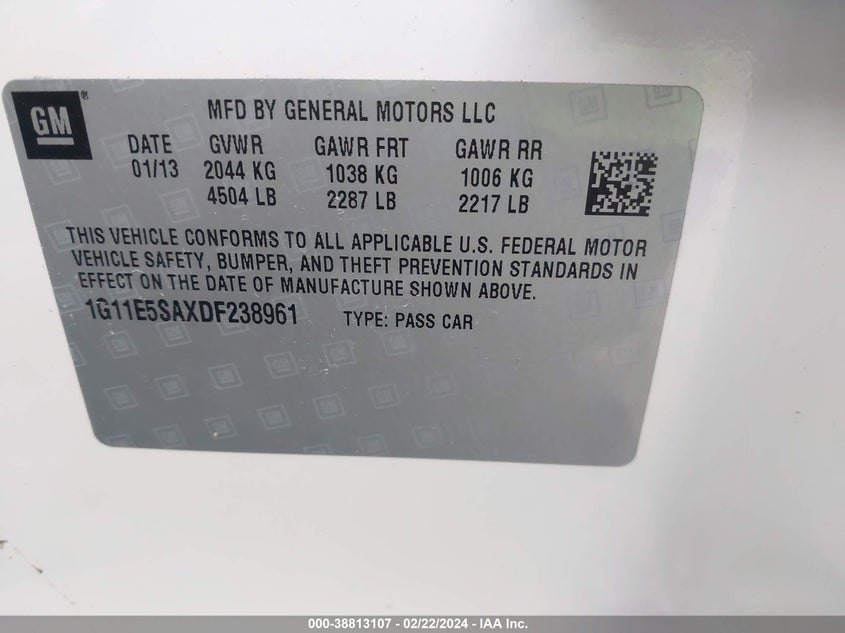 GM®
MFD BY GENERAL MOTORS LLC
DATE GVWR GAWR FRT GAWR RR
01/13 2044 KG 1038 KG 1006 KG
4504 LB 2287 LB 2217 LB
THIS VEHICLE CONFORMS TO ALL APPLICABLE U.S. FEDERAL MOTOR
VEHICLE SAFETY, BUMPER, AND THEFT PREVENTION STANDARDS IN
EFFECT ON THE DATE OF MANUFACTURE SHOWN ABOVE.
1G11E5SAXDF238961 TYPE: PASS CAR
000-38813107 - 02/22/2024 - IAA Inc.